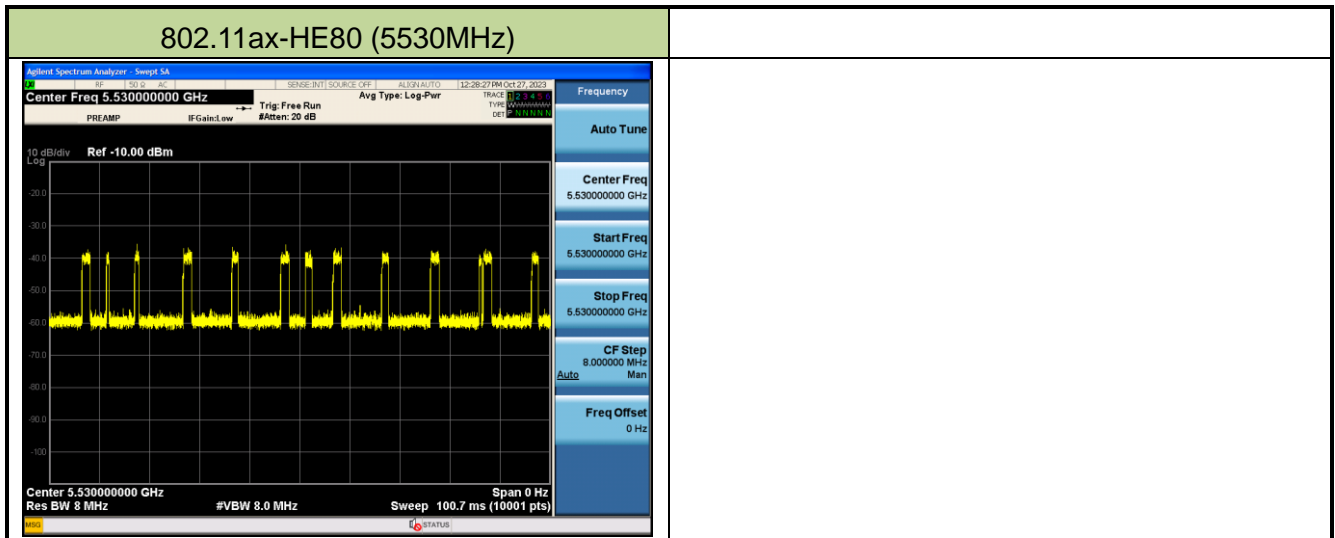 802.11ax-HE80 (5530MHz)
Agilent Spectrum Analyzer - Swept SA
RF 50 Ω AC SENSE:INT SOURCE OFF ALIGN AUTO 12:28:27 PM Oct 27, 2023
Center Freq 5.530000000 GHz
Trig: Free Run
Avg Type: Log-Pwr
TRACE 1 2 3 4 5 6
TYPE
PREAMP IFGain:Low #Atten: 20 dB
DET P N N N N N
Frequency
10 dB/div Ref -10.00 dBm
Log
-20.0
-30.0
-40.0
-50.0
-60.0
-70.0
-80.0
-90.0
-100
Center 5.530000000 GHz Span 0 Hz
Res BW 8 MHz #VBW 8.0 MHz Sweep 100.7 ms (10001 pts)
Auto Tune
Center Freq
5.530000000 GHz
Start Freq
5.530000000 GHz
Stop Freq
5.530000000 GHz
CF Step
8.000000 MHz
Auto Man
Freq Offset
0 Hz
MSG STATUS